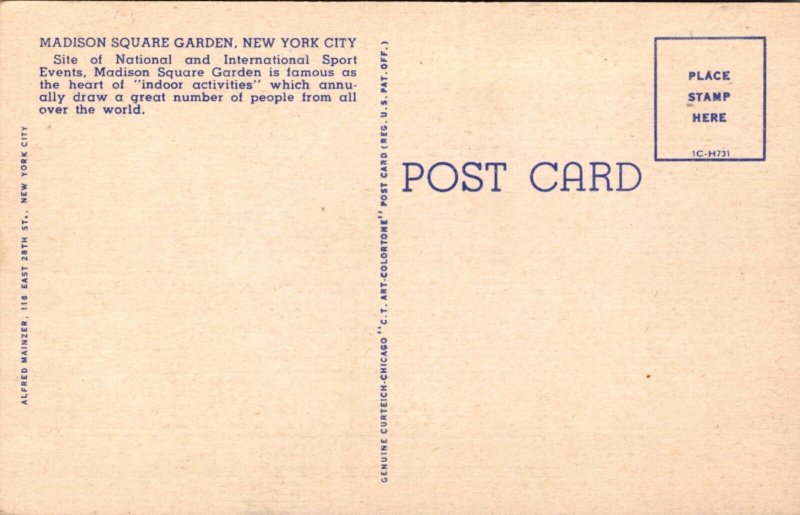 MADISON SQUARE GARDEN, NEW YORK CITY
Site of National and International Sport
Events, Madison Square Garden is famous as
the heart of "indoor activities" which annu-
ally draw a great number of people from all
over the world.
ALFRED MAINZER, 118 EAST 28TH ST., NEW YORK CITY
GENUINE CURTEICH-CHICAGO "C.T. ART-COLORTONE" POST CARD (REG. U.S. PAT. OFF.)
POST CARD
PLACE
STAMP
HERE
1C-H731